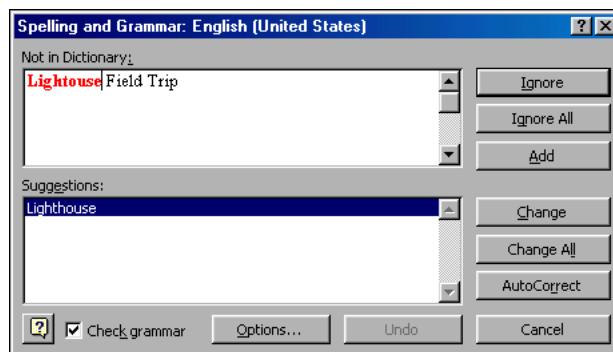 Spelling and Grammar: English (United States)
Not in Dictionary:
Lightouse Field Trip
Ignore
Ignore All
Add
Suggestions:
Lighthouse
Change
Change All
AutoCorrect
Check grammar
Options...
Undo
Cancel